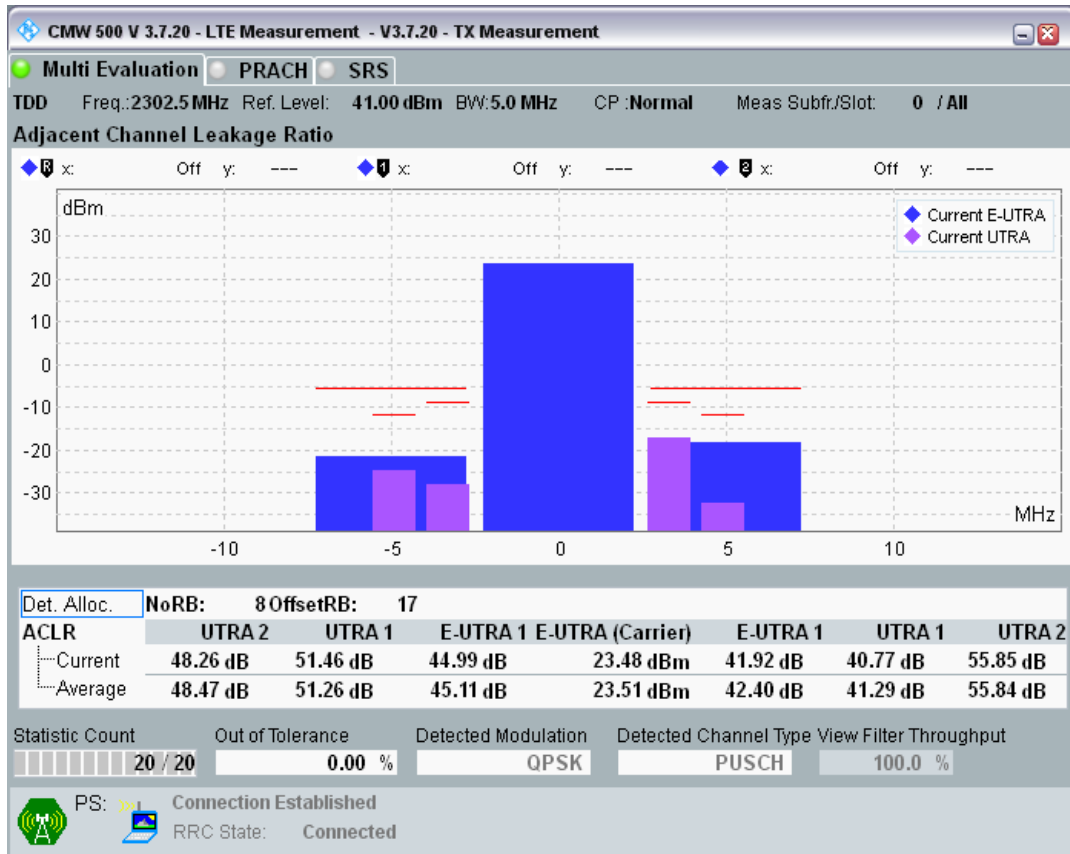 CMW 500 V 3.7.20 - LTE Measurement - V3.7.20 - TX Measurement
Multi Evaluation PRACH SRS
TDD Freq.:2302.5 MHz Ref. Level: 41.00 dBm BW:5.0 MHz CP :Normal Meas Subfr./Slot: 0 / All
Adjacent Channel Leakage Ratio
R x: Off y: --- 1 x: Off y: --- 2 x: Off y: ---
dBm
Current E-UTRA
Current UTRA
30
20
10
0
-10
-20
-30
MHz
-10 -5 0 5 10
Det. Alloc. NoRB: 8 OffsetRB: 17
ACLR UTRA 2 UTRA 1 E-UTRA 1 E-UTRA (Carrier) E-UTRA 1 UTRA 1 UTRA 2
Current 48.26 dB 51.46 dB 44.99 dB 23.48 dBm 41.92 dB 40.77 dB 55.85 dB
Average 48.47 dB 51.26 dB 45.11 dB 23.51 dBm 42.40 dB 41.29 dB 55.84 dB
Statistic Count Out of Tolerance Detected Modulation Detected Channel Type View Filter Throughput
20 / 20 0.00 % QPSK PUSCH 100.0 %
PS: Connection Established
RRC State: Connected